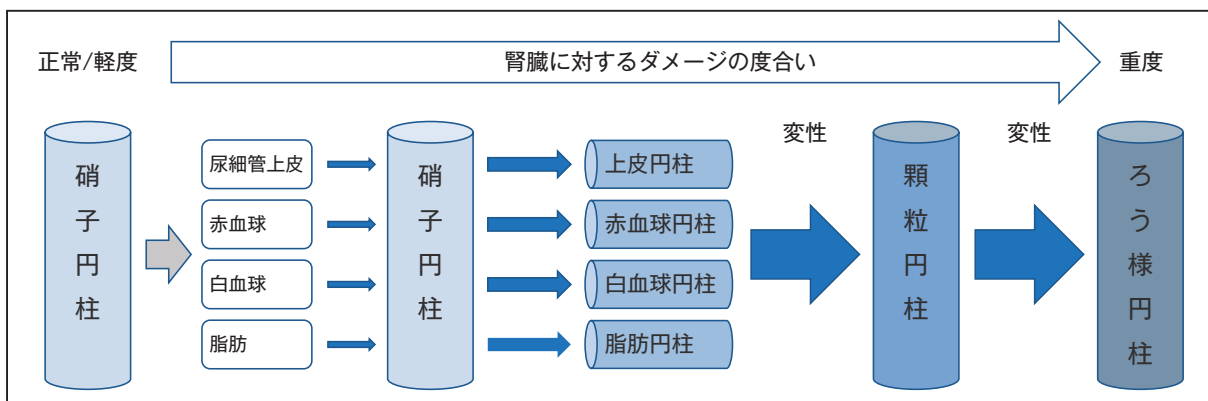 正常/軽度
腎臓に対するダメージの度合い
重度
硝子円柱
尿細管上皮
赤血球
白血球
脂肪
硝子円柱
上皮円柱
赤血球円柱
白血球円柱
脂肪円柱
変性
顆粒円柱
変性
ろう様円柱